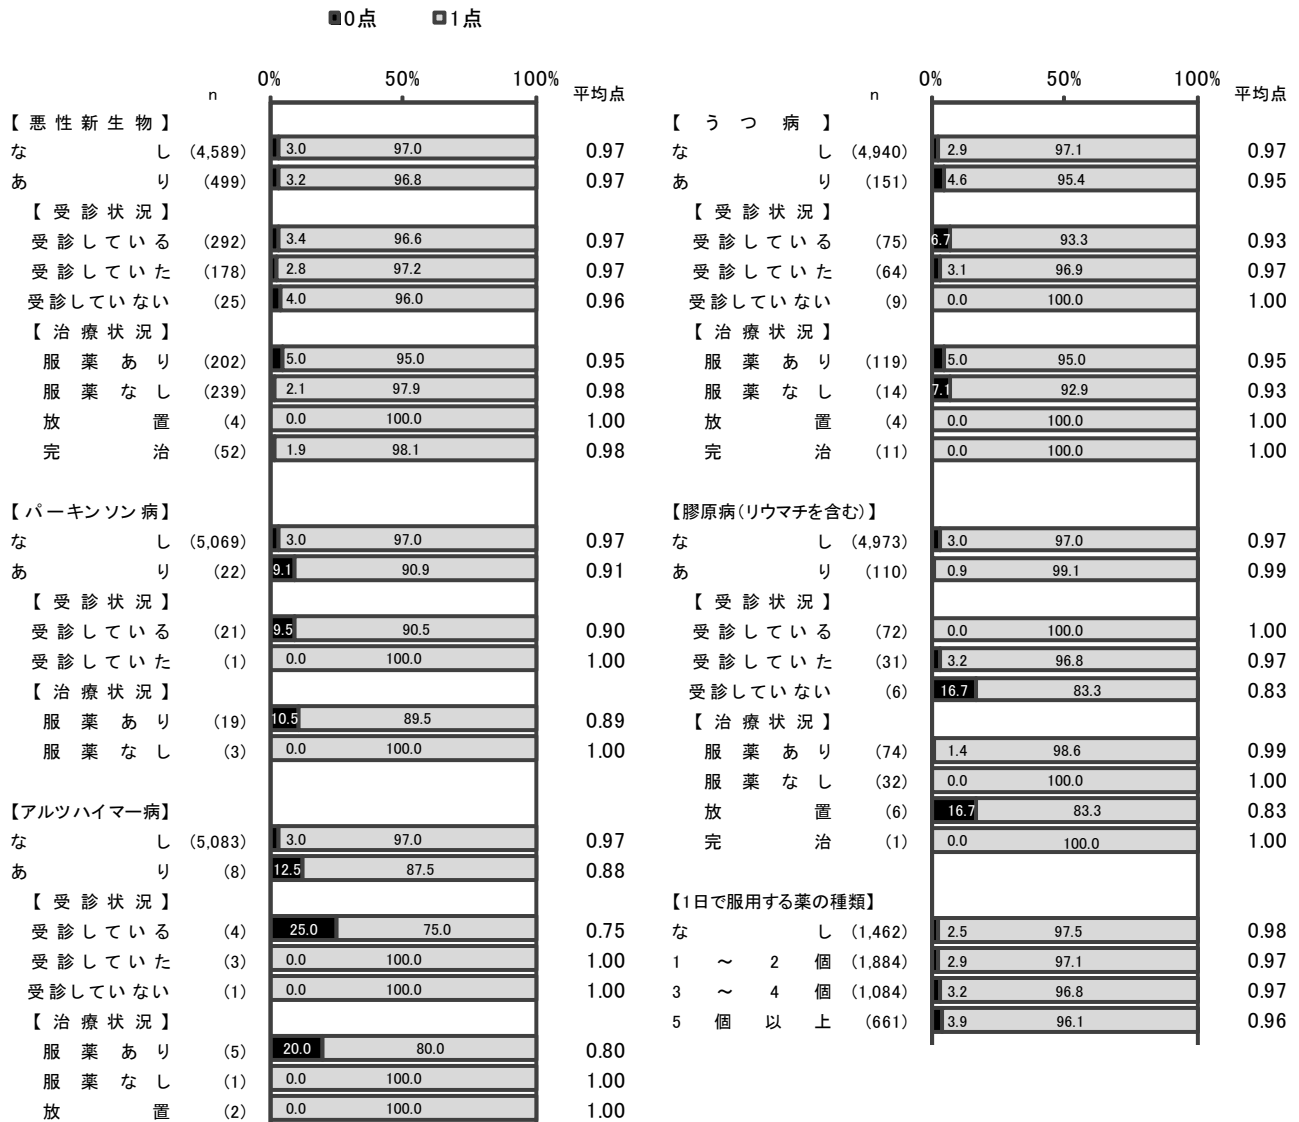 ■0点 □1点
0% 50% 100%
n 平均点
【悪性新生物】
なし (4,589) 3.0 97.0 0.97
あり (499) 3.2 96.8 0.97
【受診状況】
受診している (292) 3.4 96.6 0.97
受診していた (178) 2.8 97.2 0.97
受診していない (25) 4.0 96.0 0.96
【治療状況】
服薬あり (202) 5.0 95.0 0.95
服薬なし (239) 2.1 97.9 0.98
放置 (4) 0.0 100.0 1.00
完治 (52) 1.9 98.1 0.98
【パーキンソン病】
なし (5,069) 3.0 97.0 0.97
あり (22) 9.1 90.9 0.91
【受診状況】
受診している (21) 9.5 90.5 0.90
受診していた (1) 0.0 100.0 1.00
【治療状況】
服薬あり (19) 10.5 89.5 0.89
服薬なし (3) 0.0 100.0 1.00
【アルツハイマー病】
なし (5,083) 3.0 97.0 0.97
あり (8) 12.5 87.5 0.88
【受診状況】
受診している (4) 25.0 75.0 0.75
受診していた (3) 0.0 100.0 1.00
受診していない (1) 0.0 100.0 1.00
【治療状況】
服薬あり (5) 20.0 80.0 0.80
服薬なし (1) 0.0 100.0 1.00
放置 (2) 0.0 100.0 1.00
0% 50% 100%
n 平均点
【うつ病】
なし (4,940) 2.9 97.1 0.97
あり (151) 4.6 95.4 0.95
【受診状況】
受診している (75) 6.7 93.3 0.93
受診していた (64) 3.1 96.9 0.97
受診していない (9) 0.0 100.0 1.00
【治療状況】
服薬あり (119) 5.0 95.0 0.95
服薬なし (14) 7.1 92.9 0.93
放置 (4) 0.0 100.0 1.00
完治 (11) 0.0 100.0 1.00
【膠原病(リウマチを含む)】
なし (4,973) 3.0 97.0 0.97
あり (110) 0.9 99.1 0.99
【受診状況】
受診している (72) 0.0 100.0 1.00
受診していた (31) 3.2 96.8 0.97
受診していない (6) 16.7 83.3 0.83
【治療状況】
服薬あり (74) 1.4 98.6 0.99
服薬なし (32) 0.0 100.0 1.00
放置 (6) 16.7 83.3 0.83
完治 (1) 0.0 100.0 1.00
【1日で服用する薬の種類】
なし (1,462) 2.5 97.5 0.98
1～2個 (1,884) 2.9 97.1 0.97
3～4個 (1,084) 3.2 96.8 0.97
5個以上 (661) 3.9 96.1 0.96